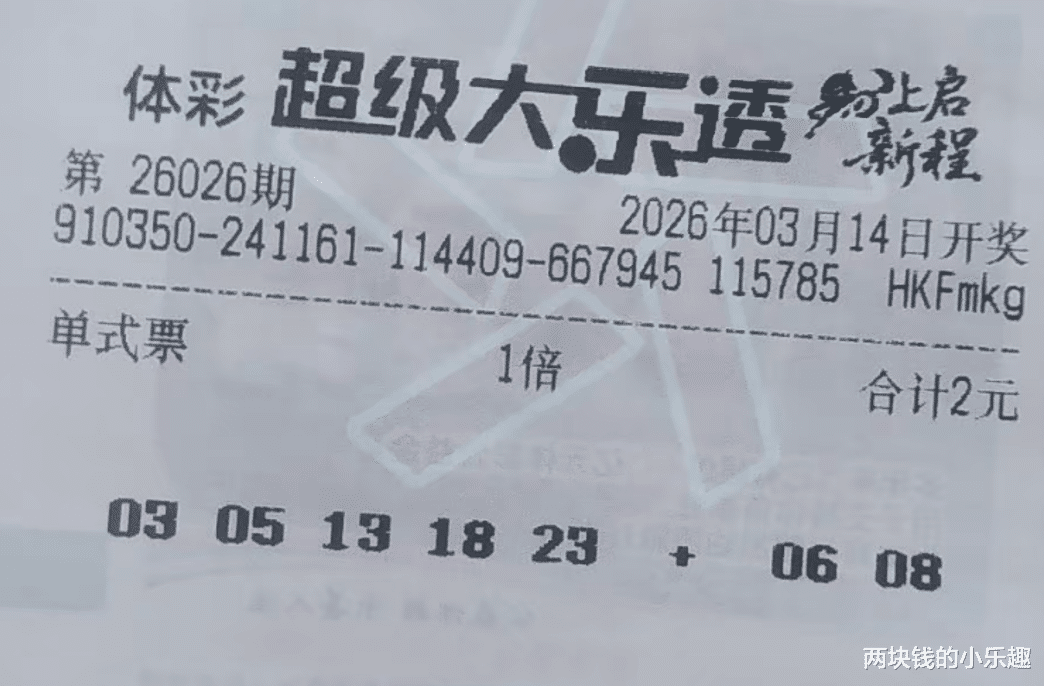 体彩 超级大乐透
马上启
新程
第 26026期
2026年03月14日开奖
910350-241161-114409-667945 115785 HKFmkg
单式票 1倍 合计2元
03 05 13 18 23 + 06 08
两块钱的小乐趣